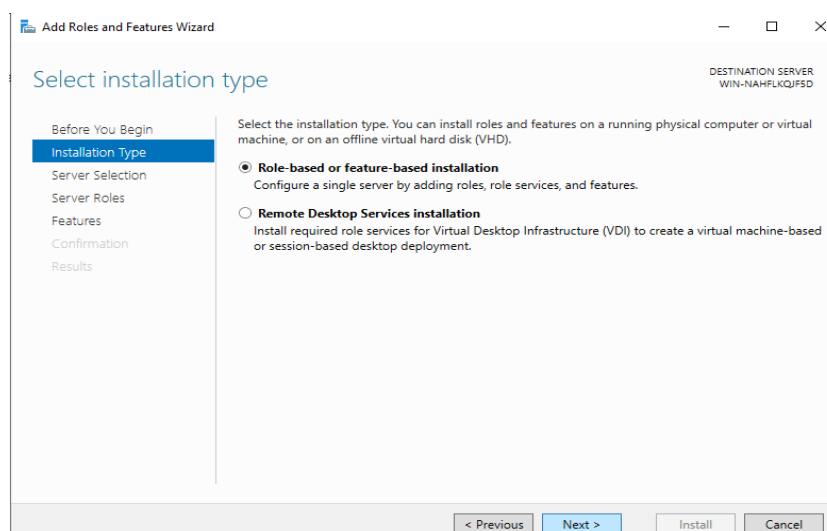 Add Roles and Features Wizard
Select installation type
DESTINATION SERVER
WIN-NAHFLKQJF5D
Before You Begin
Installation Type
Server Selection
Server Roles
Features
Confirmation
Results
Select the installation type. You can install roles and features on a running physical computer or virtual
machine, or on an offline virtual hard disk (VHD).
Role-based or feature-based installation
Configure a single server by adding roles, role services, and features.
Remote Desktop Services installation
Install required role services for Virtual Desktop Infrastructure (VDI) to create a virtual machine-based
or session-based desktop deployment.
< Previous
Next >
Install
Cancel